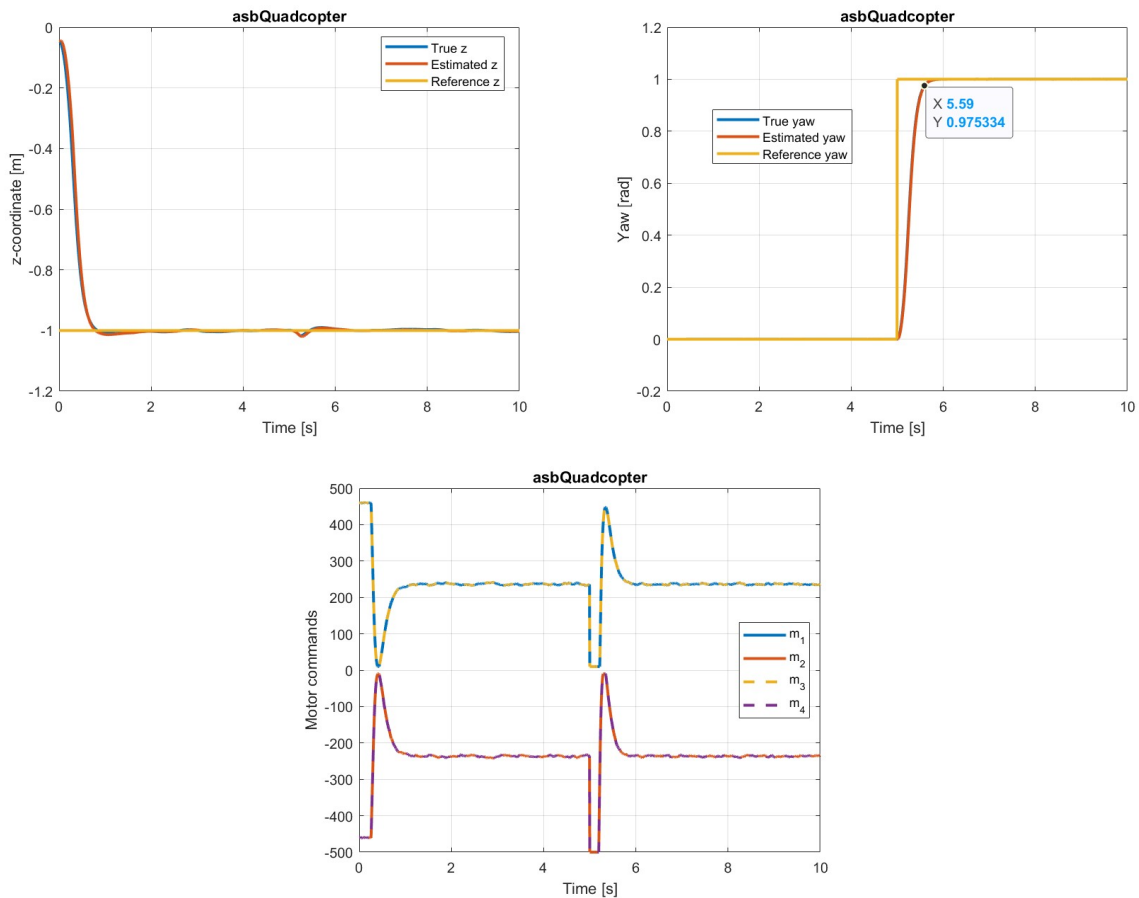 asbQuadcopter
0
-0.2
-0.4
-0.6
-0.8
-1
-1.2
z-coordinate [m]
True z
Estimated z
Reference z
0 2 4 6 8 10
Time [s]
asbQuadcopter
1.2
1
0.8
0.6
0.4
0.2
0
-0.2
Yaw [rad]
X 5.59
Y 0.975334
True yaw
Estimated yaw
Reference yaw
0 2 4 6 8 10
Time [s]
asbQuadcopter
500
400
300
200
100
0
-100
-200
-300
-400
-500
Motor commands
m1
m2
m3
m4
0 2 4 6 8 10
Time [s]